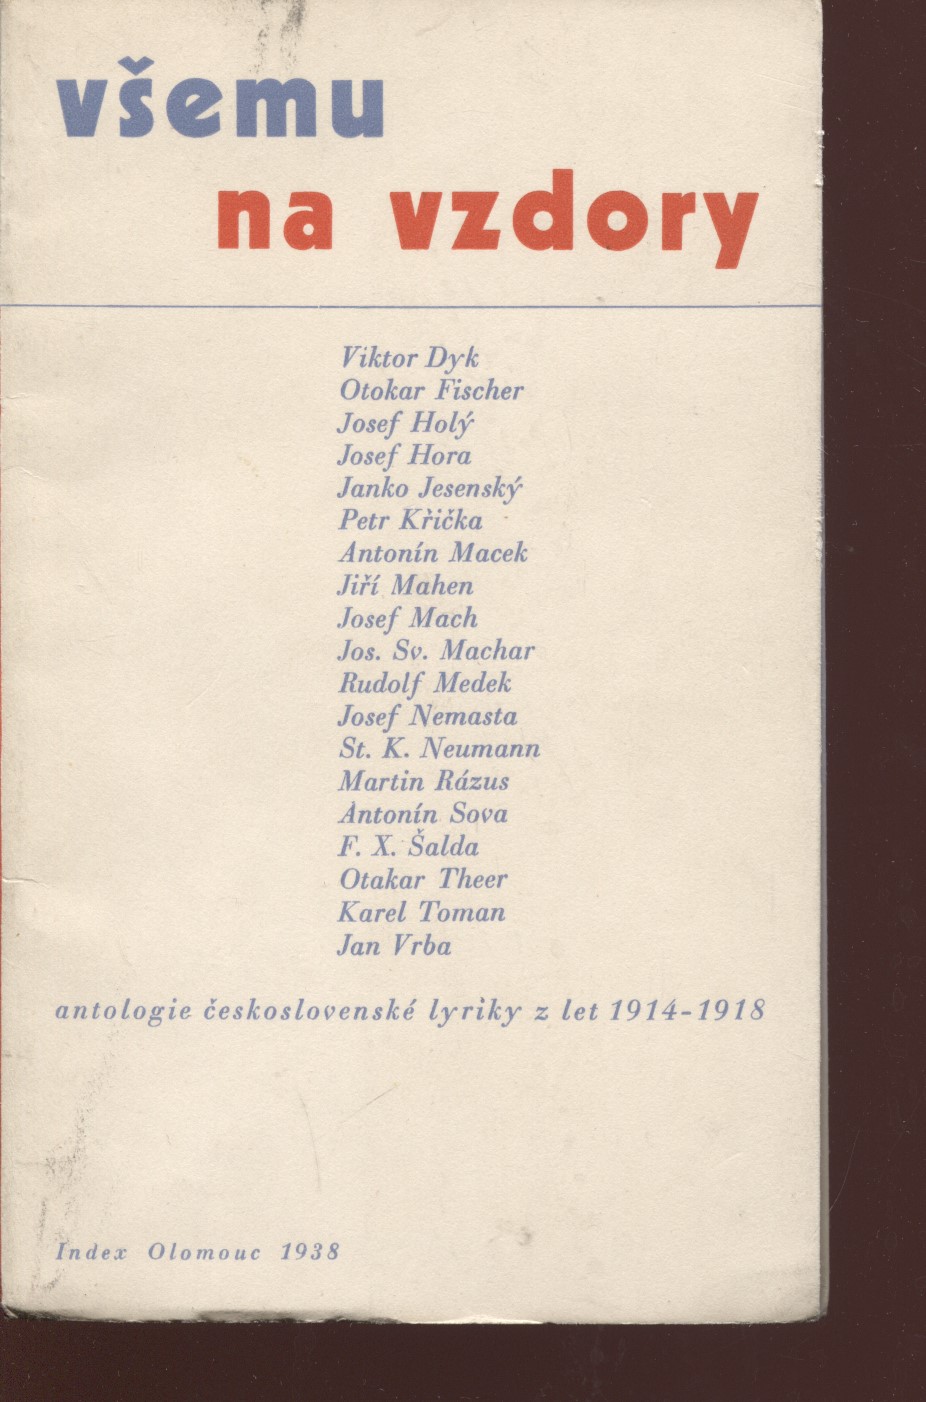 všemu
na vzdory
Viktor Dyk
Otokar Fischer
Josef Holý
Josef Hora
Janko Jesenský
Petr Křička
Antonín Macek
Jiří Mahen
Josef Mach
Jos. Sv. Machar
Rudolf Medek
Josef Nemasta
St. K. Neumann
Martin Rázus
Antonín Sova
F. X. Šalda
Otakar Theer
Karel Toman
Jan Vrba
antologie československé lyriky z let 1914-1918
Index Olomouc 1938